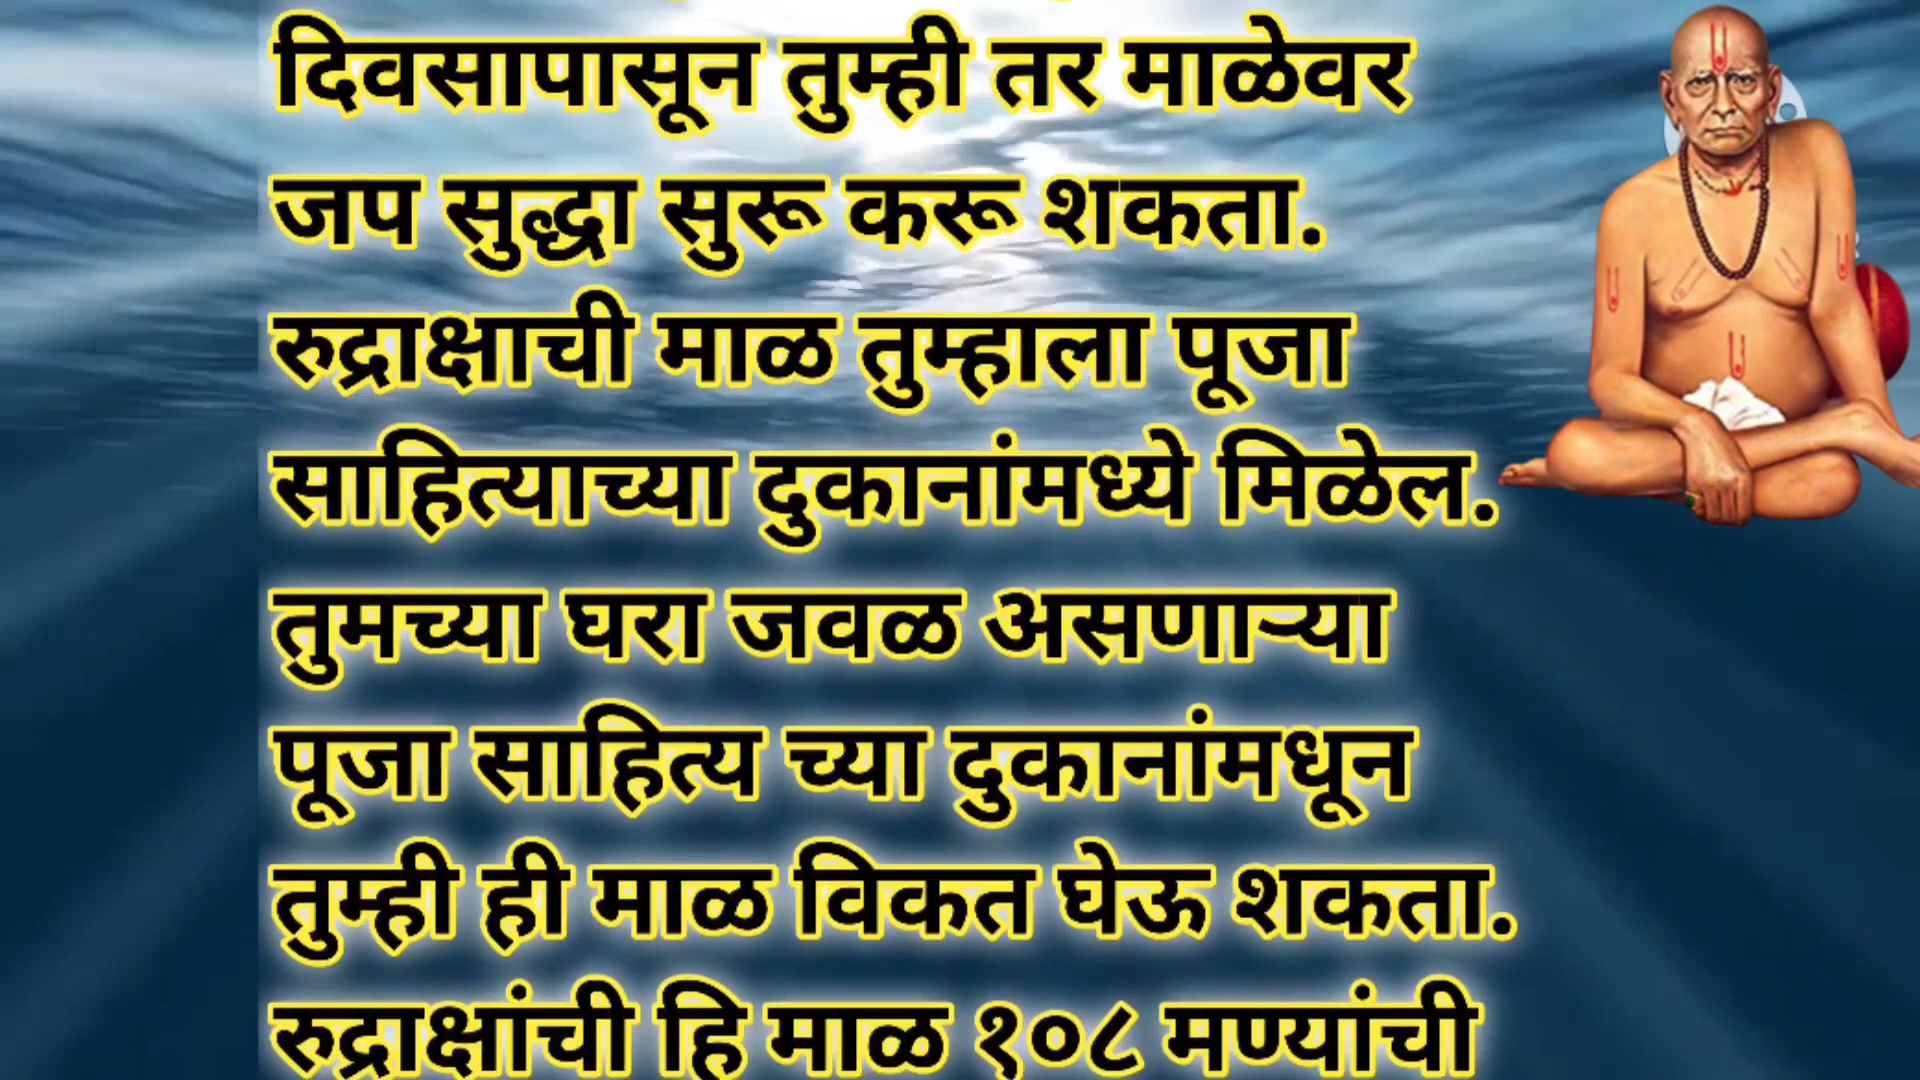 दिवसापासून तुम्ही तर माळेवर
जप सुद्धा सुरू करू शकता.
रुद्राक्षाची माळ तुम्हाला पूजा
साहित्याच्या दुकानांमध्ये मिळेल.
तुमच्या घरा जवळ असणाऱ्या
पूजा साहित्य च्या दुकानांमधून
तुम्ही ही माळ विकत घेऊ शकता.
रुद्राक्षांची हि माळ १०८ मण्यांची